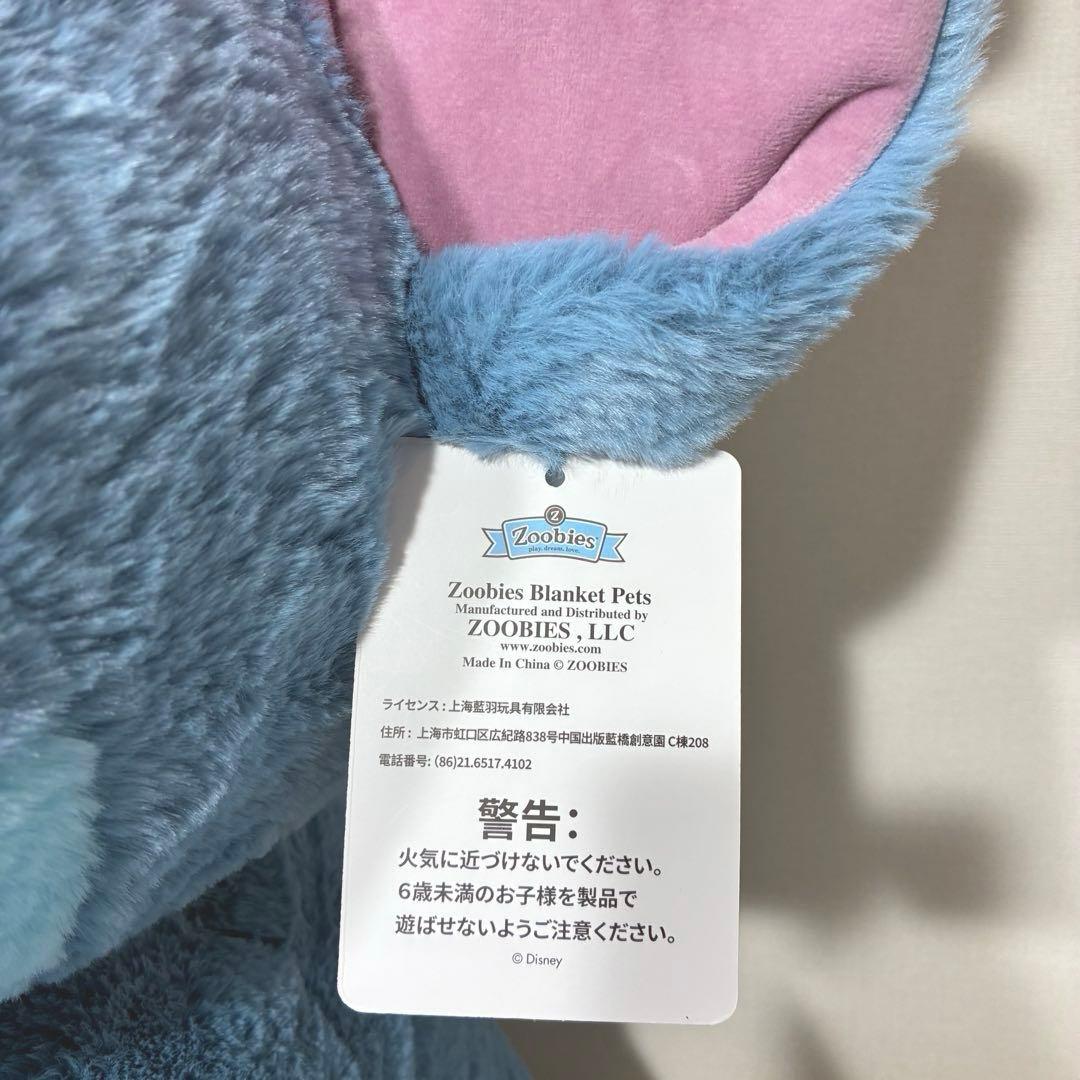 Z
Zoobies
play. dream. love.
Zoobies Blanket Pets
Manufactured and Distributed by
ZOOBIES , LLC
www.zoobies.com
Made In China © ZOOBIES
ライセンス : 上海藍羽玩具有限会社
住所 : 上海市虹口区広紀路838号中国出版藍橋創意園 C棟208
電話番号: (86)21.6517.4102
警告：
火気に近づけないでください。
６歳未満のお子様を製品で
遊ばせないようご注意ください。
© Disney